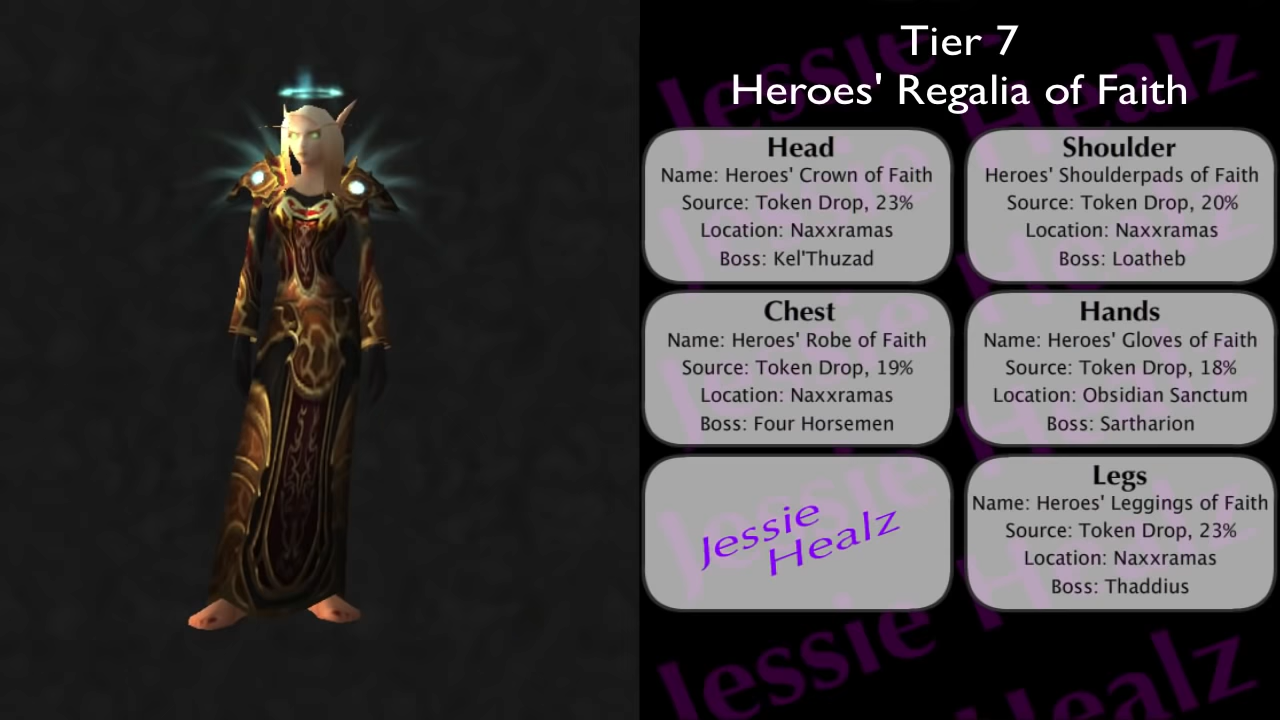 Tier 7
Heroes' Regalia of Faith
Head
Name: Heroes' Crown of Faith
Source: Token Drop, 23%
Location: Naxxramas
Boss: Kel'Thuzad
Shoulder
Heroes' Shoulderpads of Faith
Source: Token Drop, 20%
Location: Naxxramas
Boss: Loatheb
Chest
Name: Heroes' Robe of Faith
Source: Token Drop, 19%
Location: Naxxramas
Boss: Four Horsemen
Hands
Name: Heroes' Gloves of Faith
Source: Token Drop, 18%
Location: Obsidian Sanctum
Boss: Sartharion
Jessie
Healz
Legs
Name: Heroes' Leggings of Faith
Source: Token Drop, 23%
Location: Naxxramas
Boss: Thaddius
Jessie
Healz